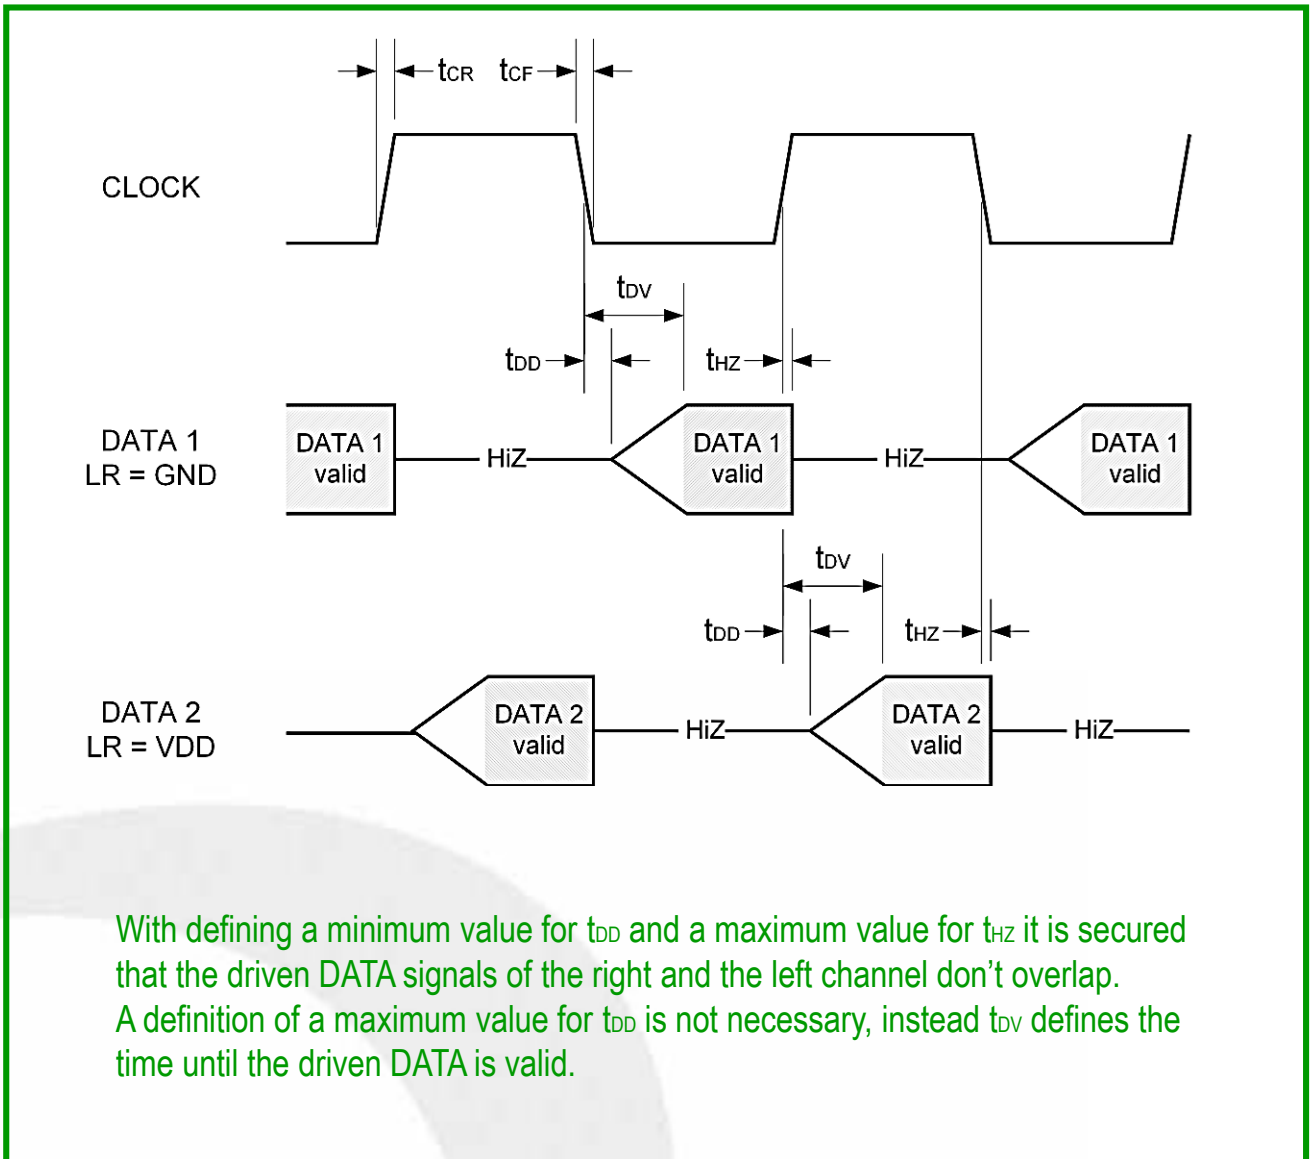 tCR tCF
CLOCK
tDV
tDD tHZ
DATA 1
LR = GND
DATA 1
valid
HiZ
DATA 1
valid
HiZ
DATA 1
valid
tDV
tDD tHZ
DATA 2
LR = VDD
DATA 2
valid
HiZ
DATA 2
valid
HiZ
With defining a minimum value for tDD and a maximum value for tHZ it is secured
that the driven DATA signals of the right and the left channel don’t overlap.
A definition of a maximum value for tDD is not necessary, instead tDV defines the
time until the driven DATA is valid.